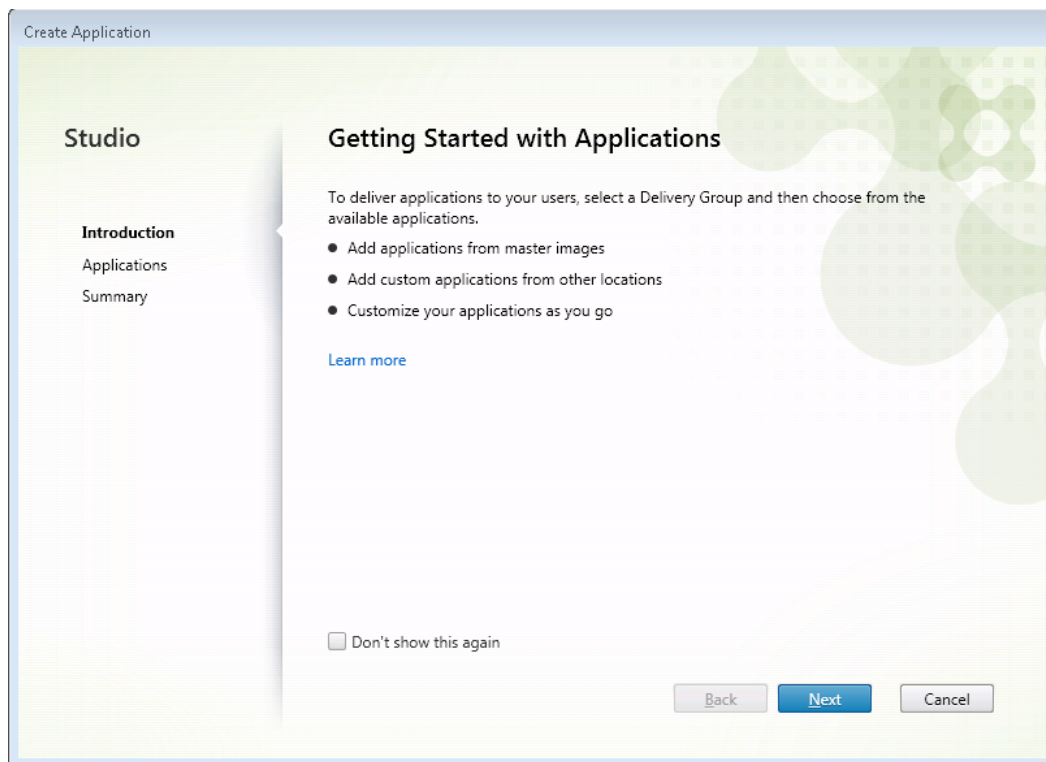 Create Application
Studio
Introduction
Applications
Summary
Getting Started with Applications
To deliver applications to your users, select a Delivery Group and then choose from the
available applications.
● Add applications from master images
● Add custom applications from other locations
● Customize your applications as you go
Learn more
Don't show this again
Back Next Cancel